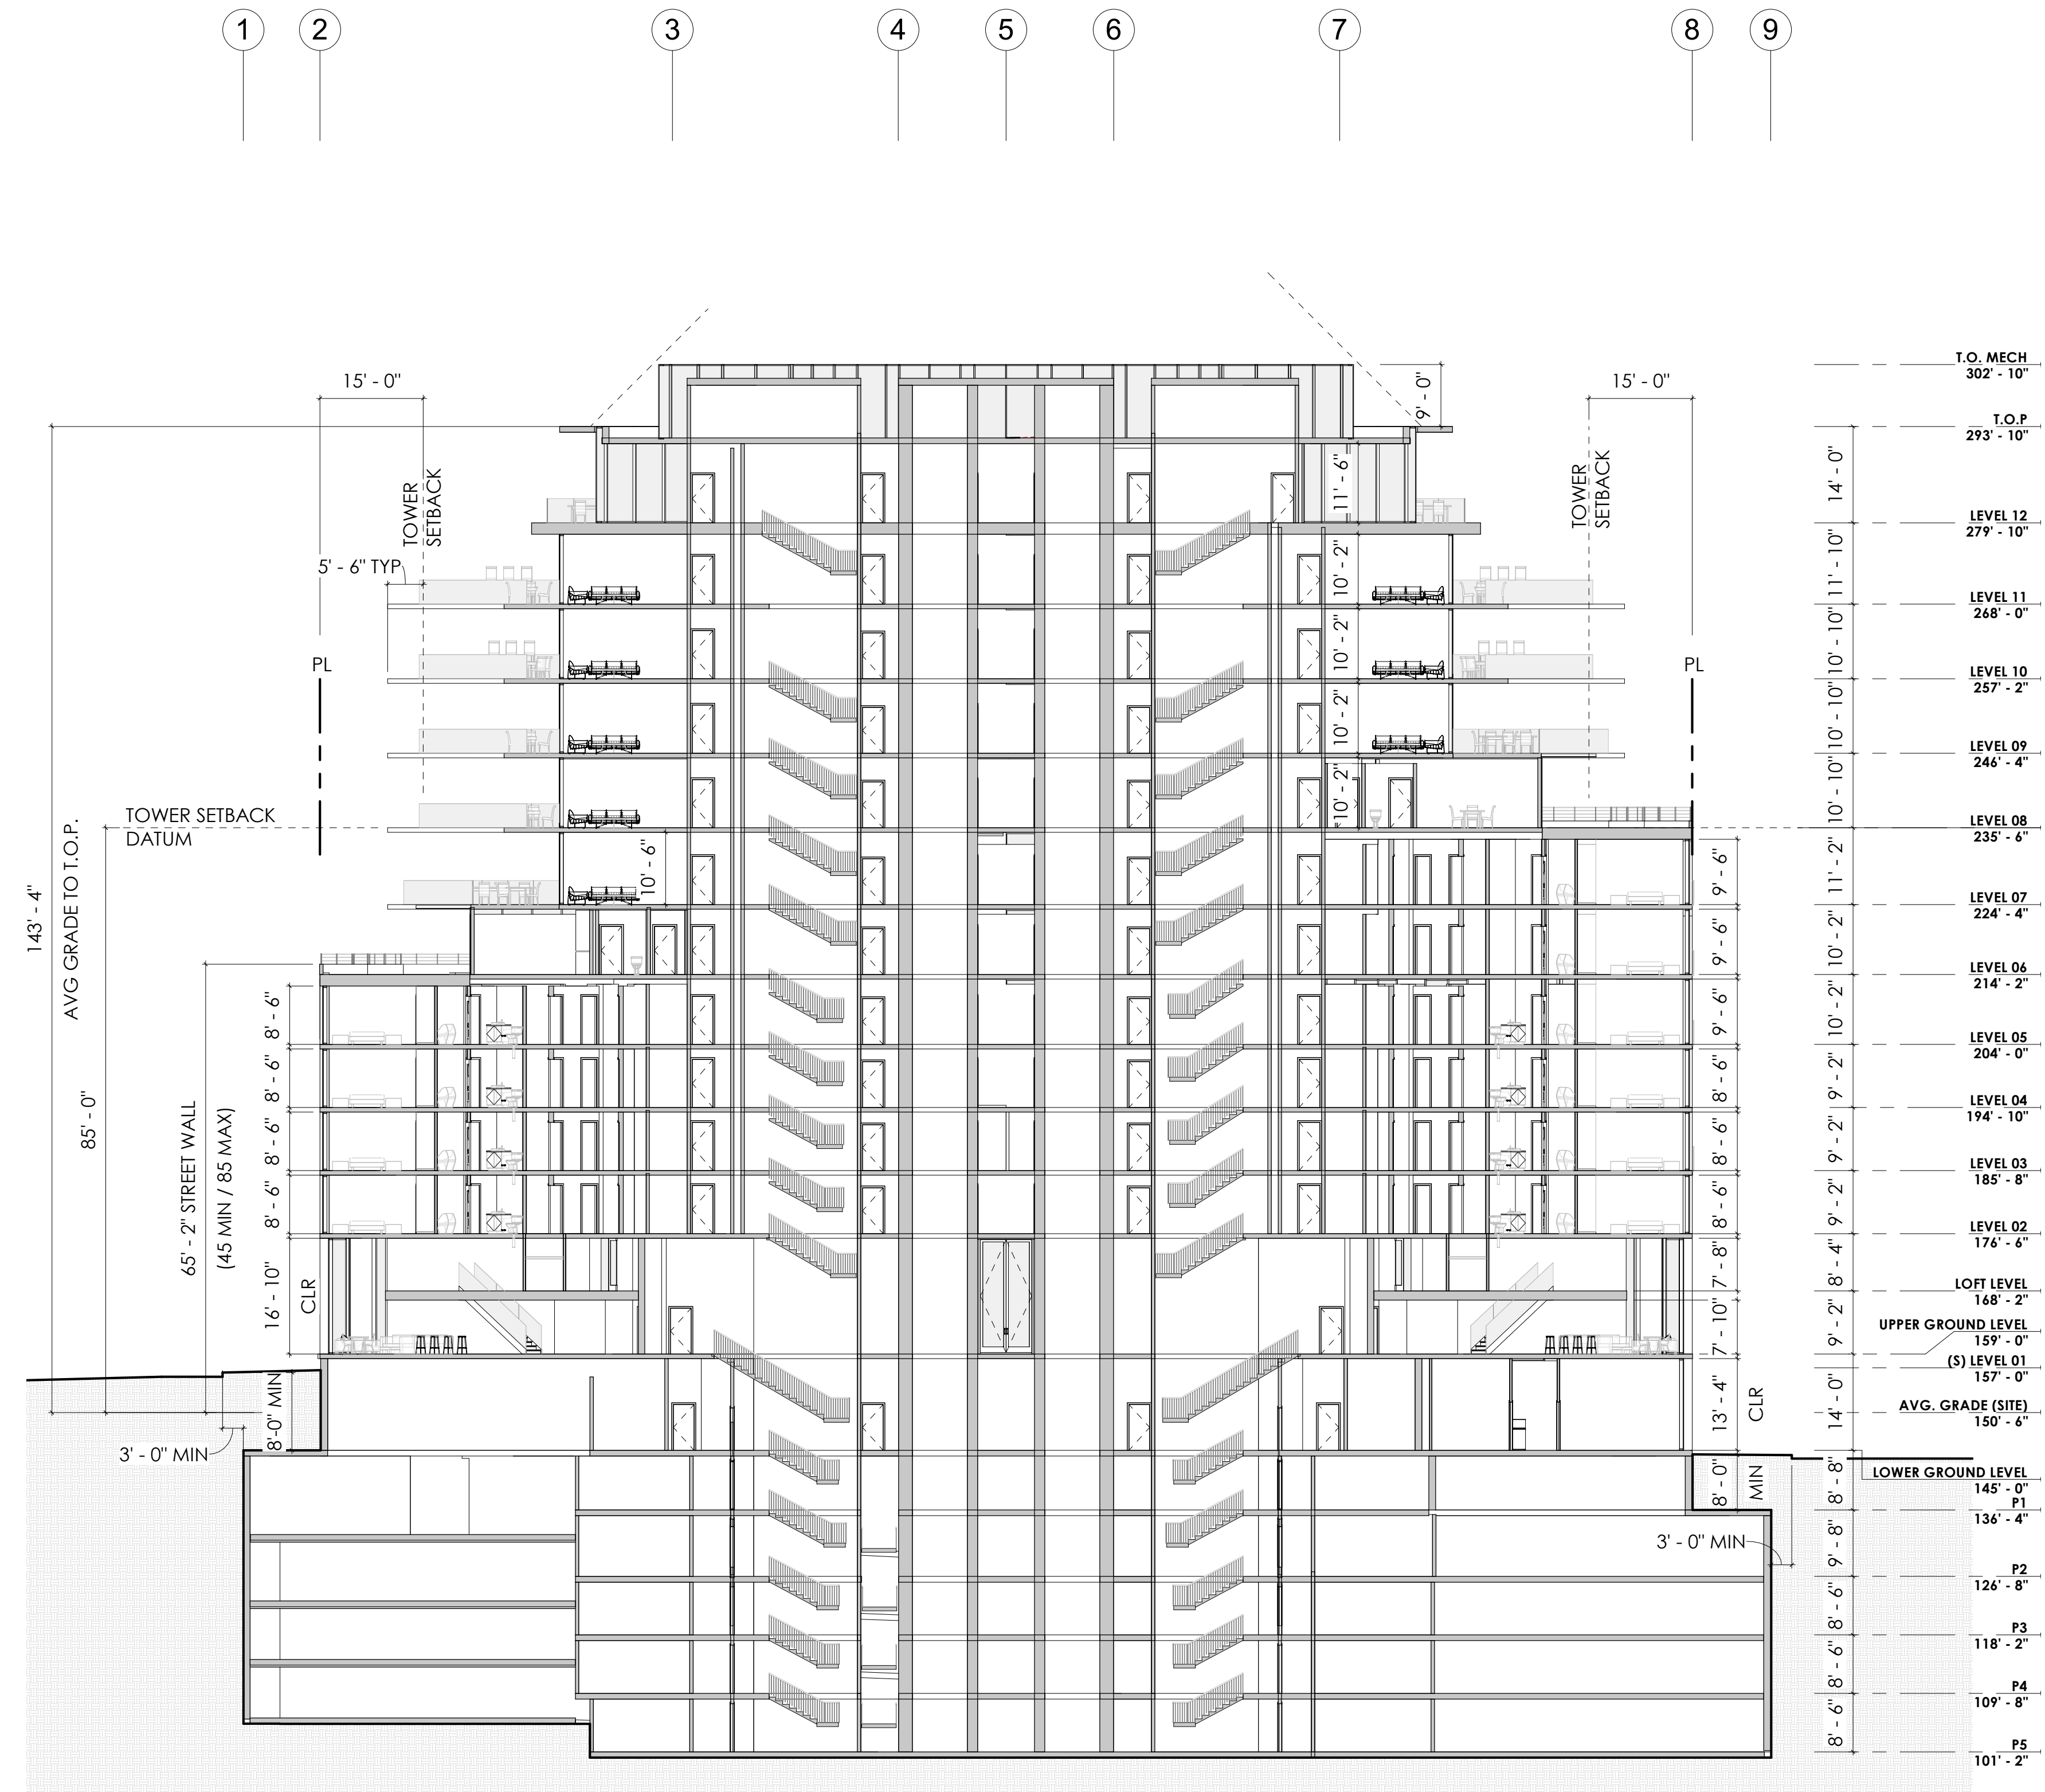 1 2 3 4 5 6 7 8 9
T.O. MECH
302' - 10"
15' - 0"
15' - 0"
9' - 0"
T.O.P
293' - 10"
TOWER
SETBACK
TOWER
SETBACK
11' - 6"
14' - 0"
LEVEL 12
279' - 10"
5' - 6" TYP
10' - 2"
11' - 10"
LEVEL 11
268' - 0"
PL
PL
10' - 2"
10' - 10"
LEVEL 10
257' - 2"
10' - 2"
10' - 10"
LEVEL 09
246' - 4"
10' - 2"
10' - 10"
TOWER SETBACK
DATUM
LEVEL 08
235' - 6"
143' - 4"
AVG GRADE TO T.O.P.
10' - 6"
9' - 6"
11' - 2"
LEVEL 07
224' - 4"
9' - 6"
10' - 2"
LEVEL 06
214' - 2"
8' - 6"
9' - 6"
10' - 2"
LEVEL 05
204' - 0"
8' - 6"
8' - 6"
9' - 2"
LEVEL 04
194' - 10"
85' - 0"
65' - 2" STREET WALL
(45 MIN / 85 MAX)
8' - 6"
8' - 6"
9' - 2"
LEVEL 03
185' - 8"
8' - 6"
8' - 6"
9' - 2"
LEVEL 02
176' - 6"
16' - 10"
CLR
7' - 8"
8' - 4"
LOFT LEVEL
168' - 2"
7' - 10"
9' - 2"
UPPER GROUND LEVEL
159' - 0"
(S) LEVEL 01
157' - 0"
8'-0" MIN
13' - 4"
CLR
14' - 0"
AVG. GRADE (SITE)
150' - 6"
3' - 0" MIN
8' - 0"
MIN
8' - 8"
LOWER GROUND LEVEL
145' - 0"
P1
136' - 4"
3' - 0" MIN
9' - 8"
P2
126' - 8"
8' - 6"
P3
118' - 2"
8' - 6"
P4
109' - 8"
8' - 6"
P5
101' - 2"